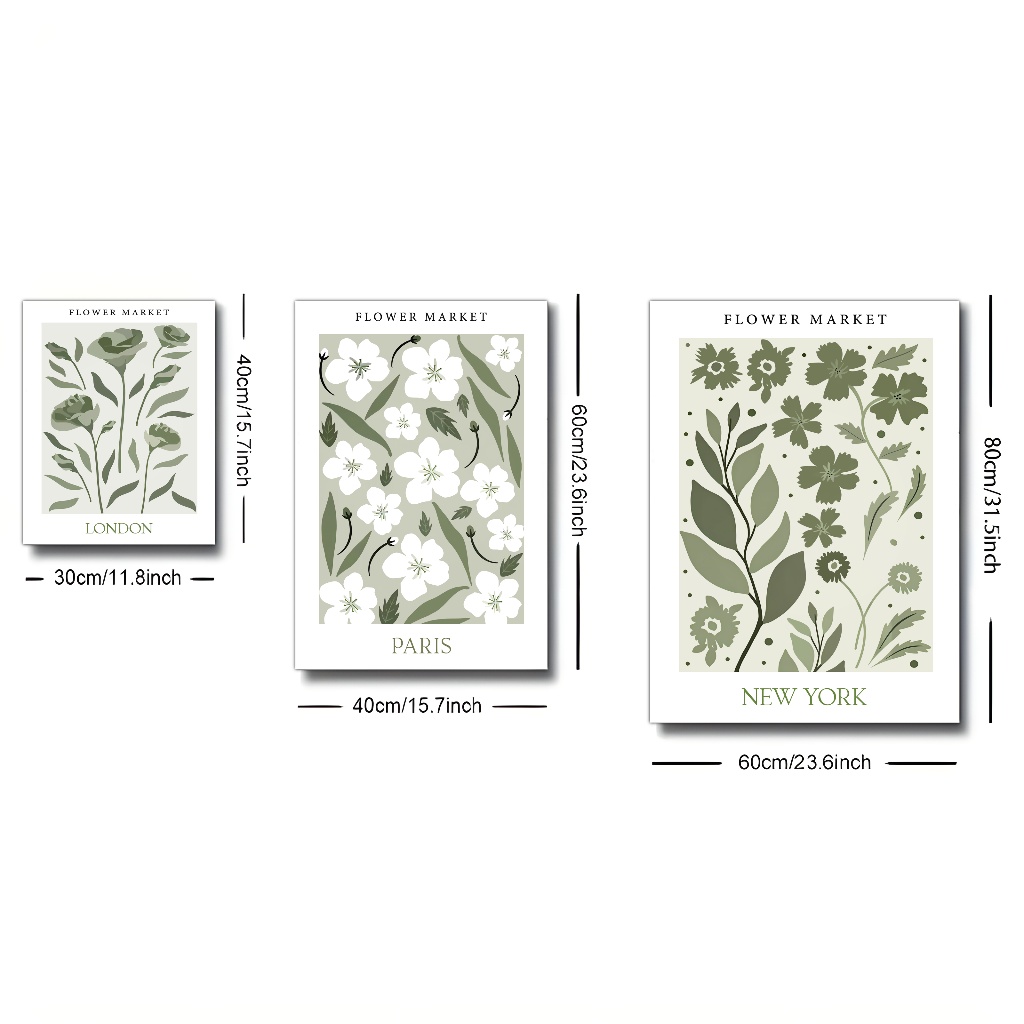 FLOWER MARKET
LONDON
40cm/15.7inch
30cm/11.8inch
FLOWER MARKET
PARIS
60cm/23.6inch
40cm/15.7inch
FLOWER MARKET
NEW YORK
80cm/31.5inch
60cm/23.6inch